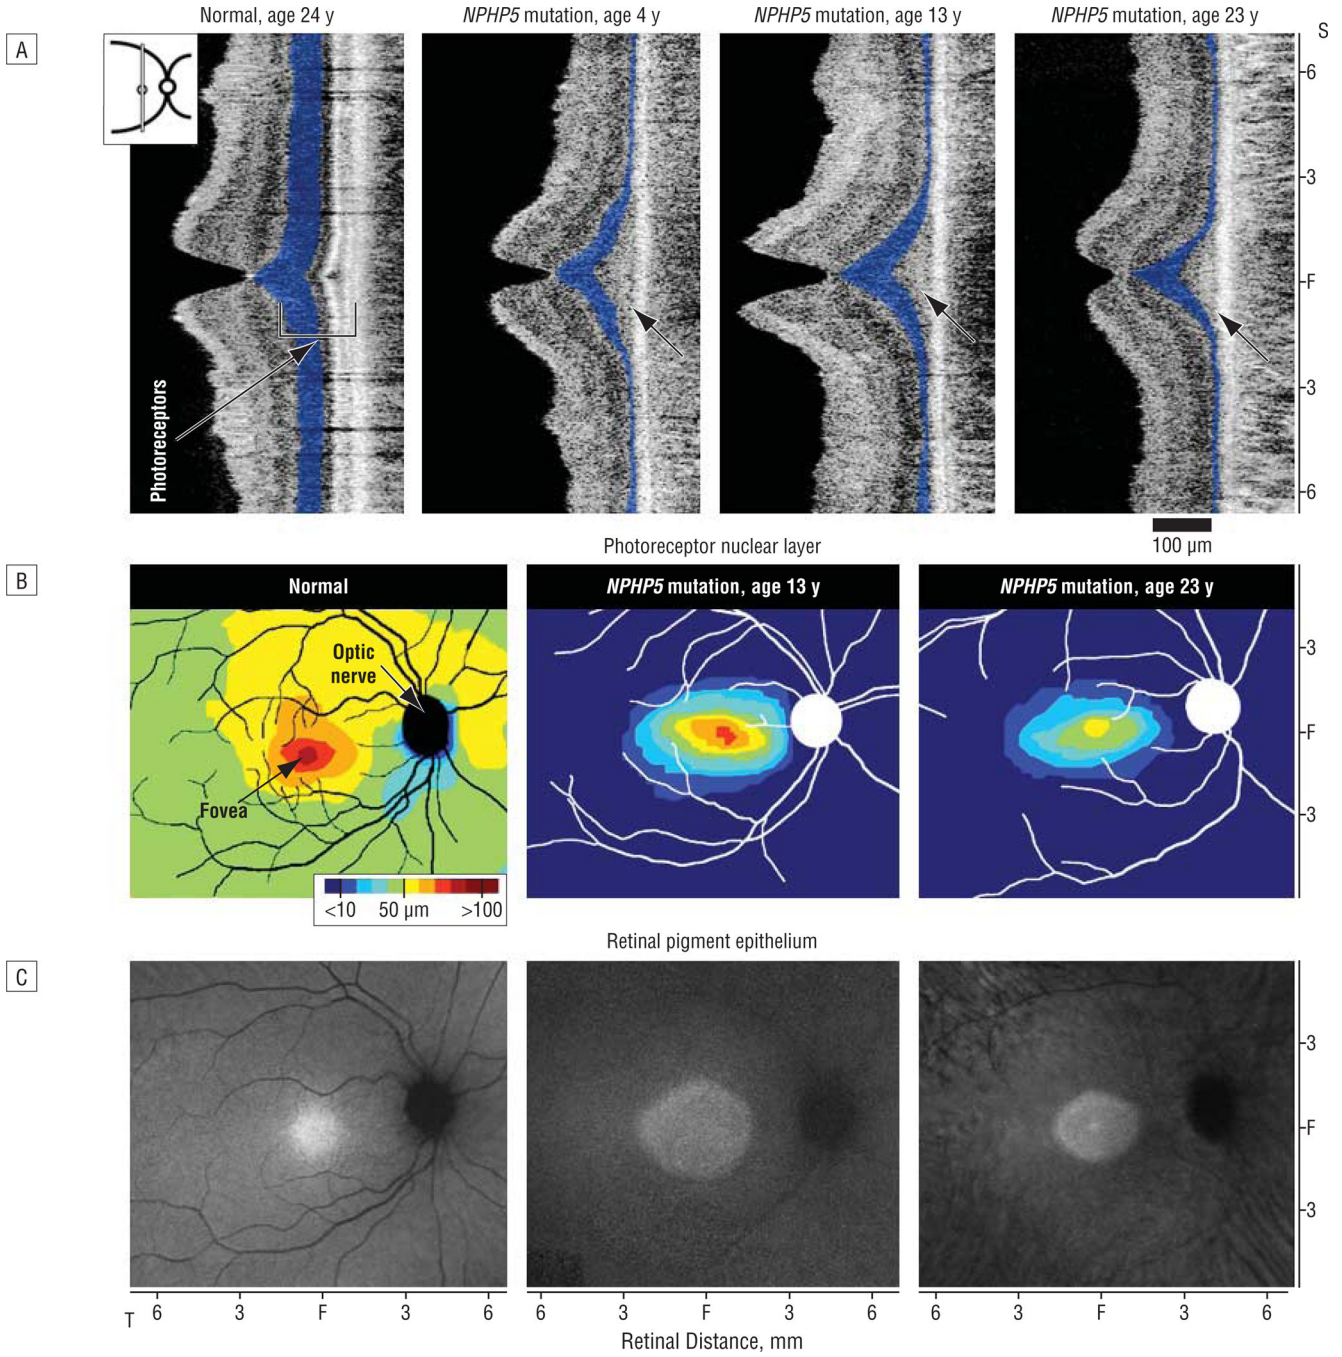 Normal, age 24 y
NPHP5 mutation, age 4 y
NPHP5 mutation, age 13 y
NPHP5 mutation, age 23 y
A
S
6
3
F
3
6
Photoreceptors
100 µm
Photoreceptor nuclear layer
B
Normal
NPHP5 mutation, age 13 y
NPHP5 mutation, age 23 y
Optic
nerve
Fovea
3
F
3
<10 50 µm >100
Retinal pigment epithelium
C
3
F
3
T 6 3 F 3 6
6 3 F 3 6
6 3 F 3 6
Retinal Distance, mm